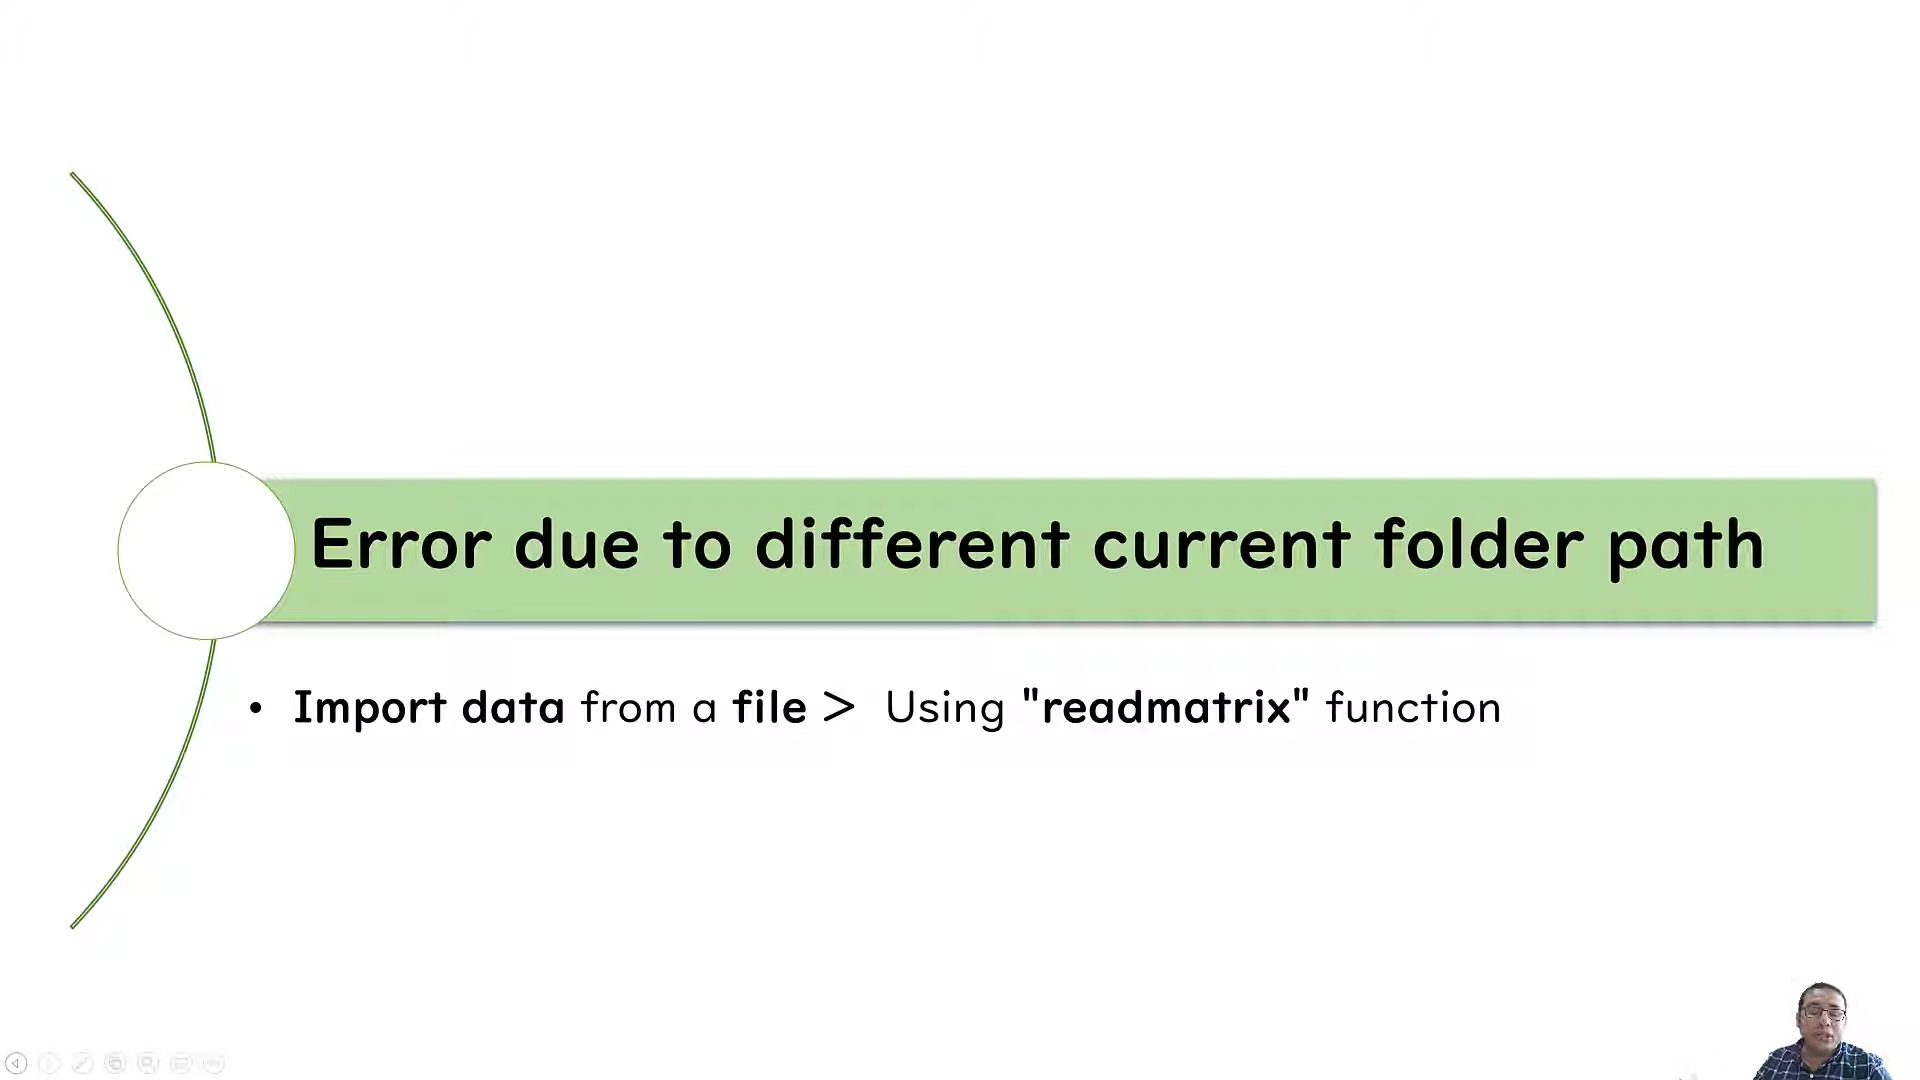 Error due to different current folder path
• Import data from a file > Using "readmatrix" function